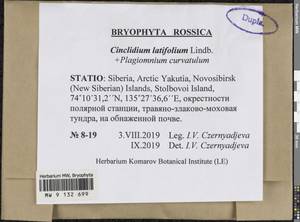 BRYOPHYTA ROSSICA
Duplo
Cinclidium latifolium Lindb.
+Plagiomnium curvatulum
STATIO: Siberia, Arctic Yakutia, Novosibirsk
(New Siberian) Islands, Stolbovoi Island,
74°10´31,2´´N, 135°27´36,6´´E, окрестности
полярной станции, травяно-злаково-моховая
тундра, на обнаженной почве.
№ 8-19 3.VIII.2019 Leg. I.V. Czernyadjeva
IX.2019 Det. I.V. Czernyadjeva
Herbarium Komarov Botanical Institute (LE)
Herbarium MW, Bryophyta
MW 9 132 699